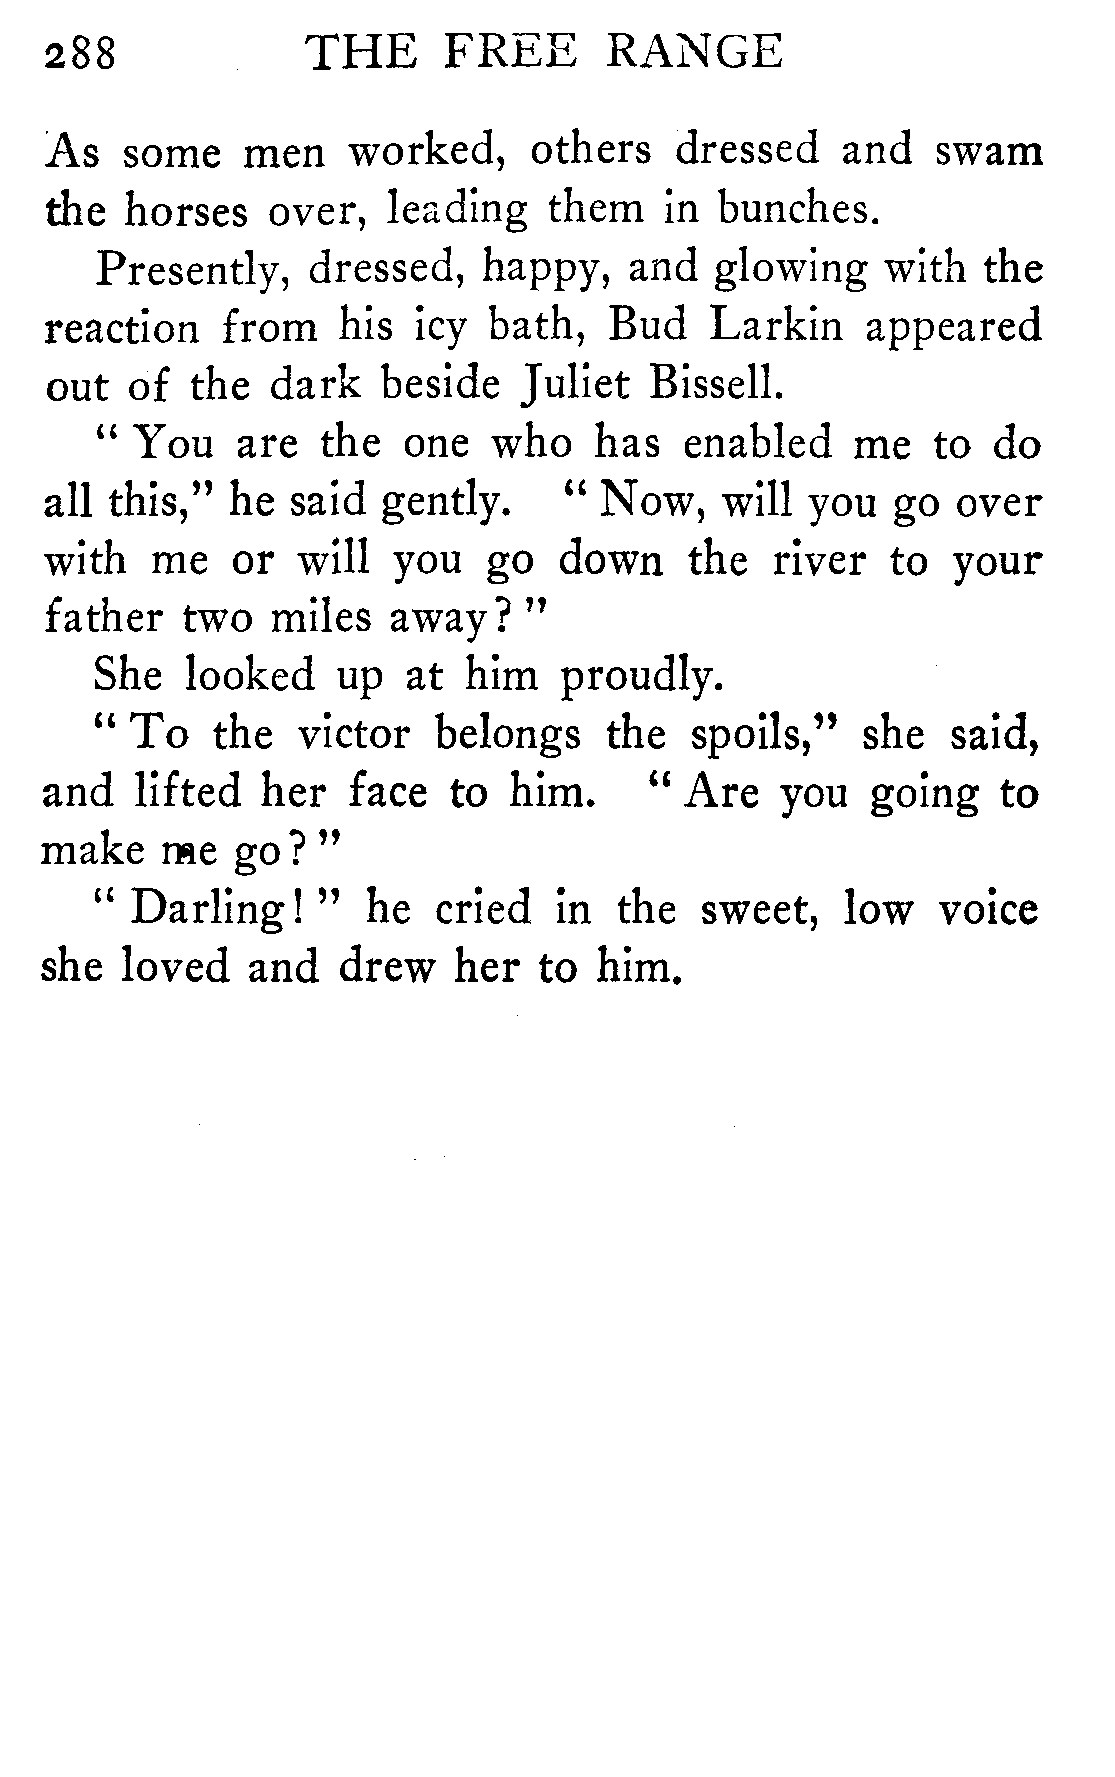 288 THE FREE RANGE
As some men worked, others dressed and swam
the horses over, leading them in bunches.
Presently, dressed, happy, and glowing with the
reaction from his icy bath, Bud Larkin appeared
out of the dark beside Juliet Bissell.
“ You are the one who has enabled me to do
all this,” he said gently. “ Now, will you go over
with me or will you go down the river to your
father two miles away? ”
She looked up at him proudly.
“ To the victor belongs the spoils,” she said,
and lifted her face to him. “ Are you going to
make me go? ”
“ Darling! ” he cried in the sweet, low voice
she loved and drew her to him.